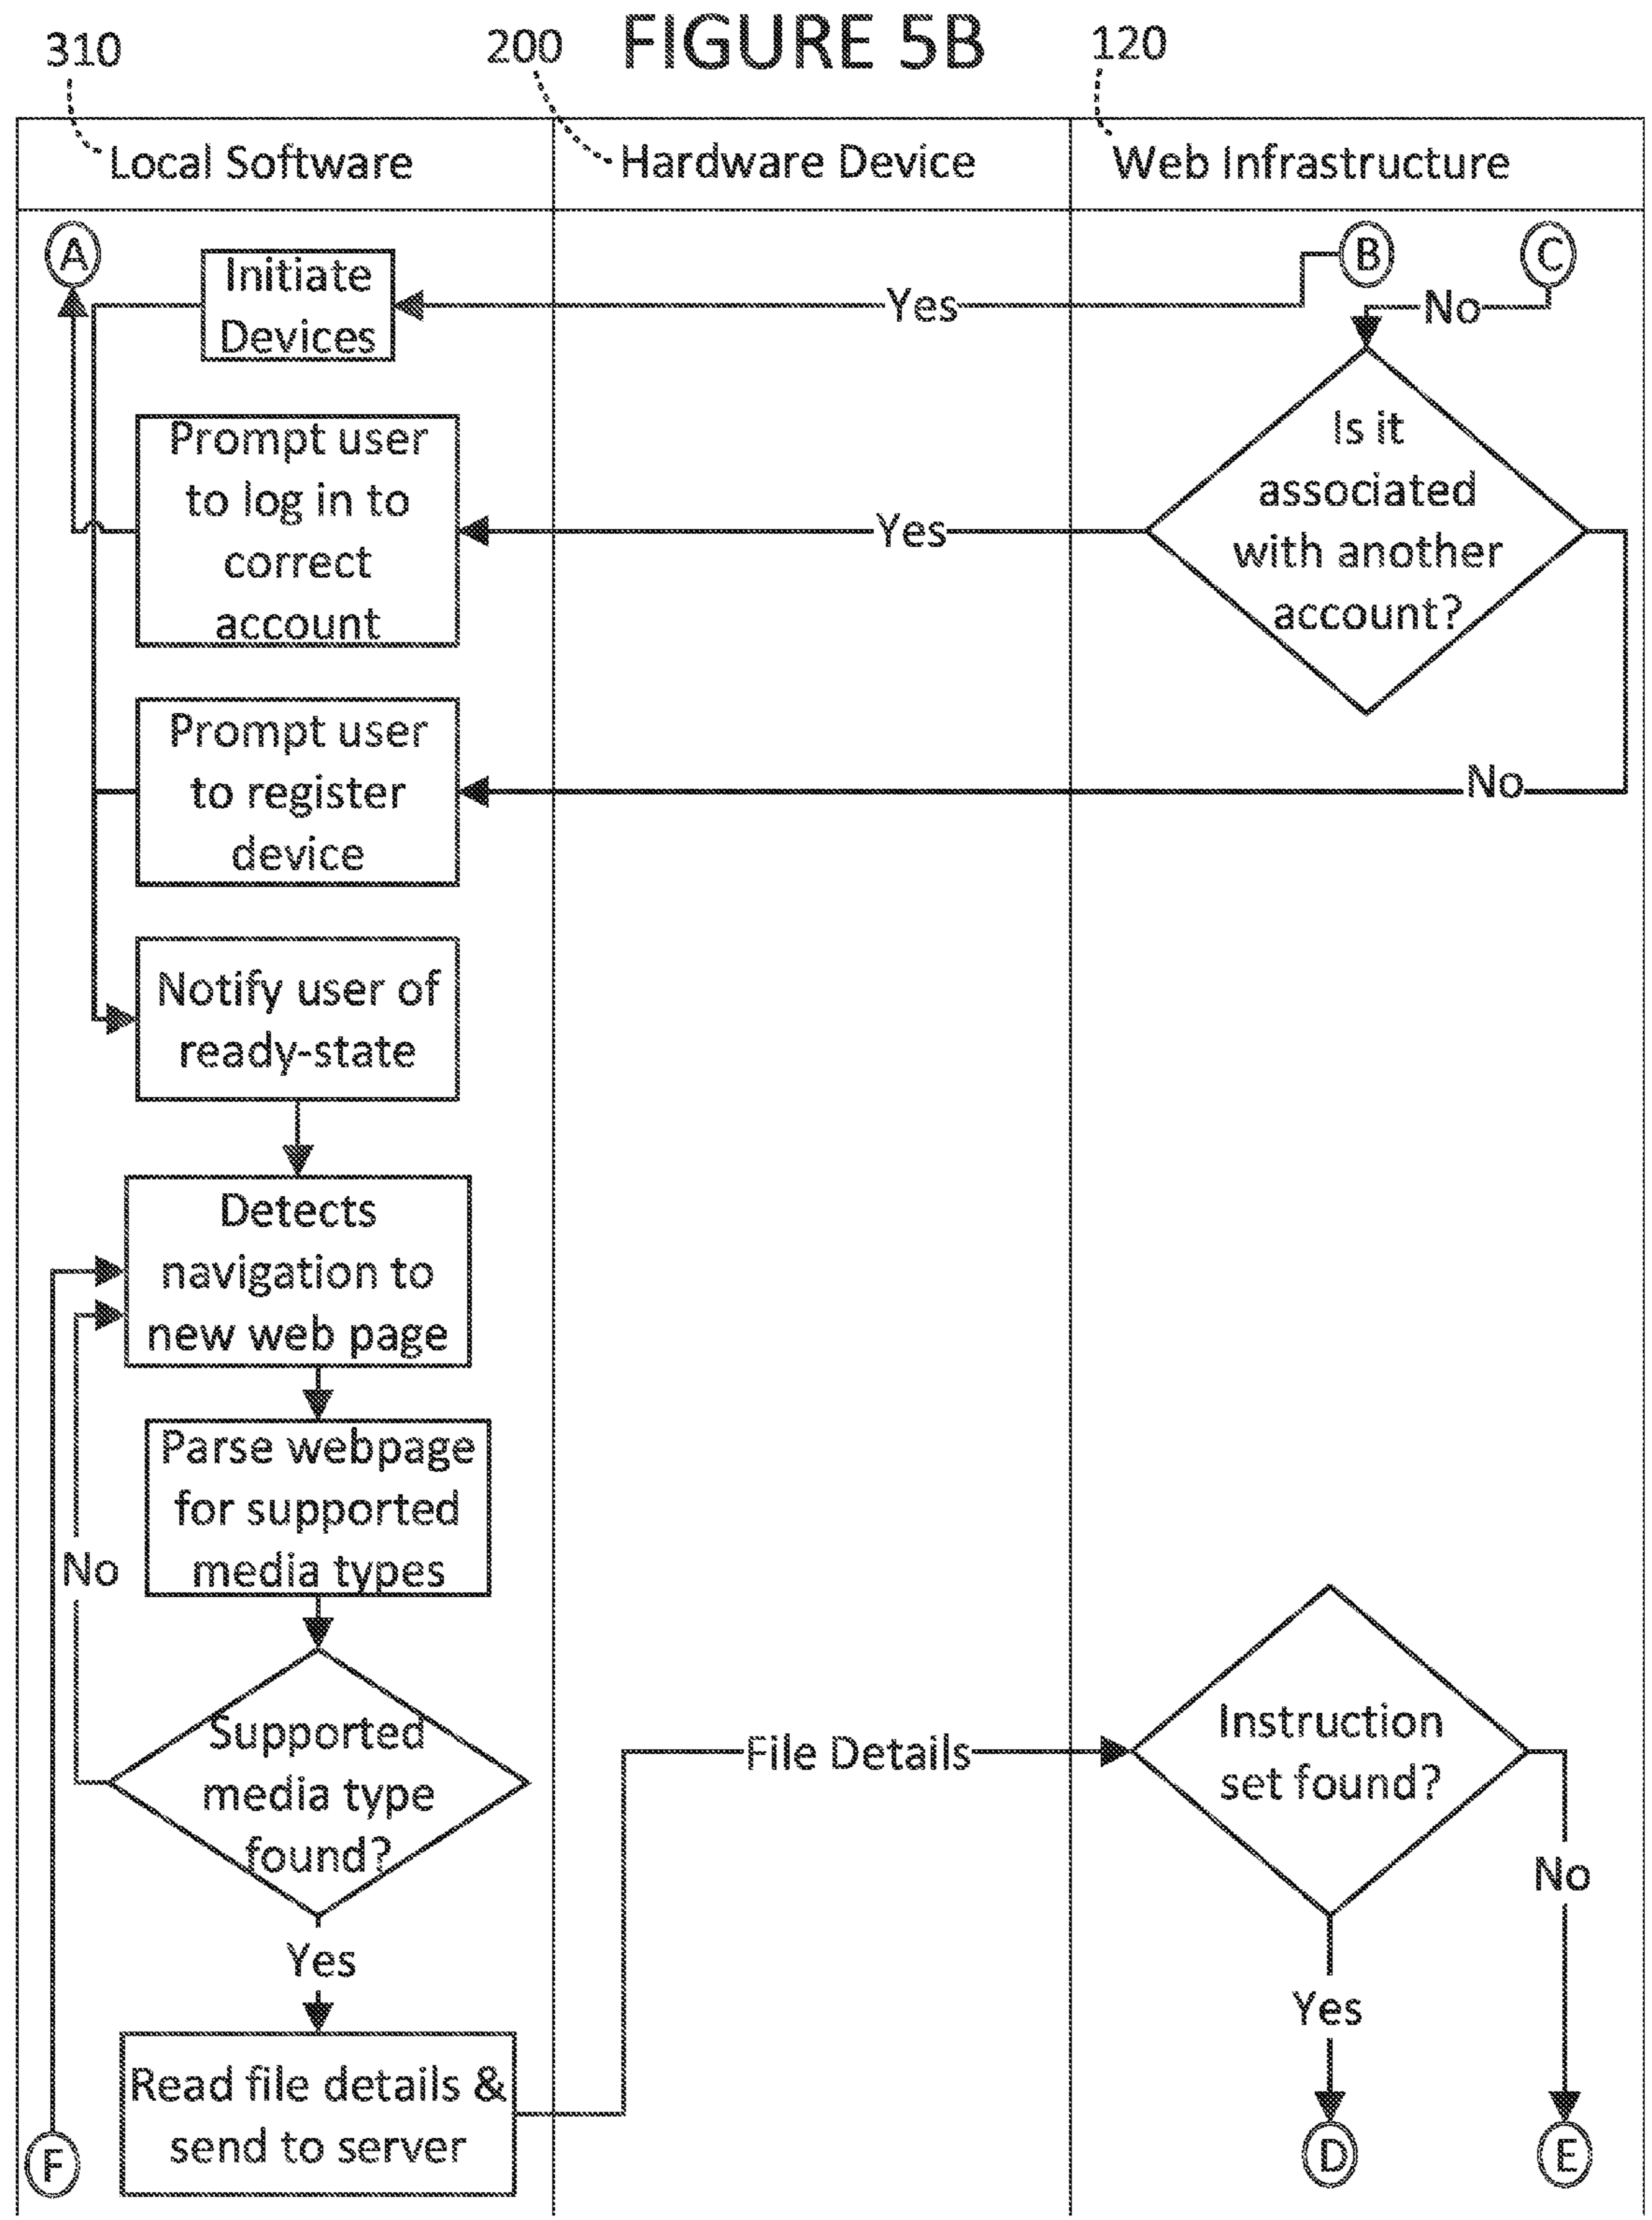 FIGURE 5B
310
200
120
Local Software
Hardware Device
Web Infrastructure
A
B
C
Initiate
Devices
Yes
No
Prompt user
to log in to
correct
account
Yes
Is it
associated
with another
account?
Prompt user
to register
device
No
Notify user of
ready-state
Detects
navigation to
new web page
Parse webpage
for supported
media types
No
Supported
media type
found?
File Details
Instruction
set found?
Yes
No
Yes
Read file details &
send to server
F
D
E